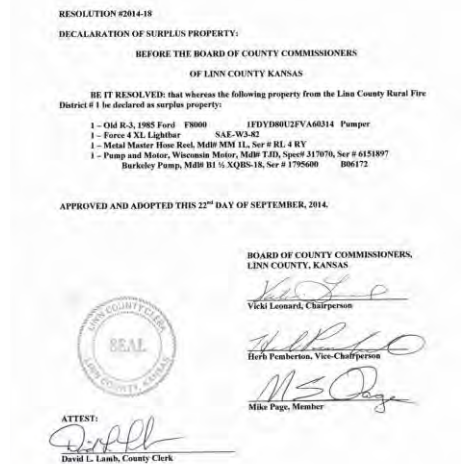 RESOLUTION #2014-18
DECALARATION OF SURPLUS PROPERTY:
BEFORE THE BOARD OF COUNTY COMMISSIONERS
OF LINN COUNTY KANSAS
BE IT RESOLVED: that whereas the following property from the Linn County Rural Fire
District # 1 be declared as surplus property:
1 – Old R-3, 1985 Ford F8000 1FDYD80U2FVA60314 Pumper
1 – Force 4 XL Lightbar SAE-W3-82
1 – Metal Master Hose Reel, Mdl# MM 1L, Ser # RL 4 RY
1 – Pump and Motor, Wisconsin Motor, Mdl# TJD, Spec# 317070, Ser # 6151897
Burkeley Pump, Mdl# B1 ½ XQBS-18, Ser # 1795600 B06172
APPROVED AND ADOPTED THIS 22nd DAY OF SEPTEMBER, 2014.
BOARD OF COUNTY COMMISSIONERS,
LINN COUNTY, KANSAS
Vicki Leonard, Chairperson
LINN COUNTY CLERK
SEAL
LINN COUNTY, KANSAS
Herb Pemberton, Vice-Chairperson
Mike Page, Member
ATTEST:
David L. Lamb, County Clerk